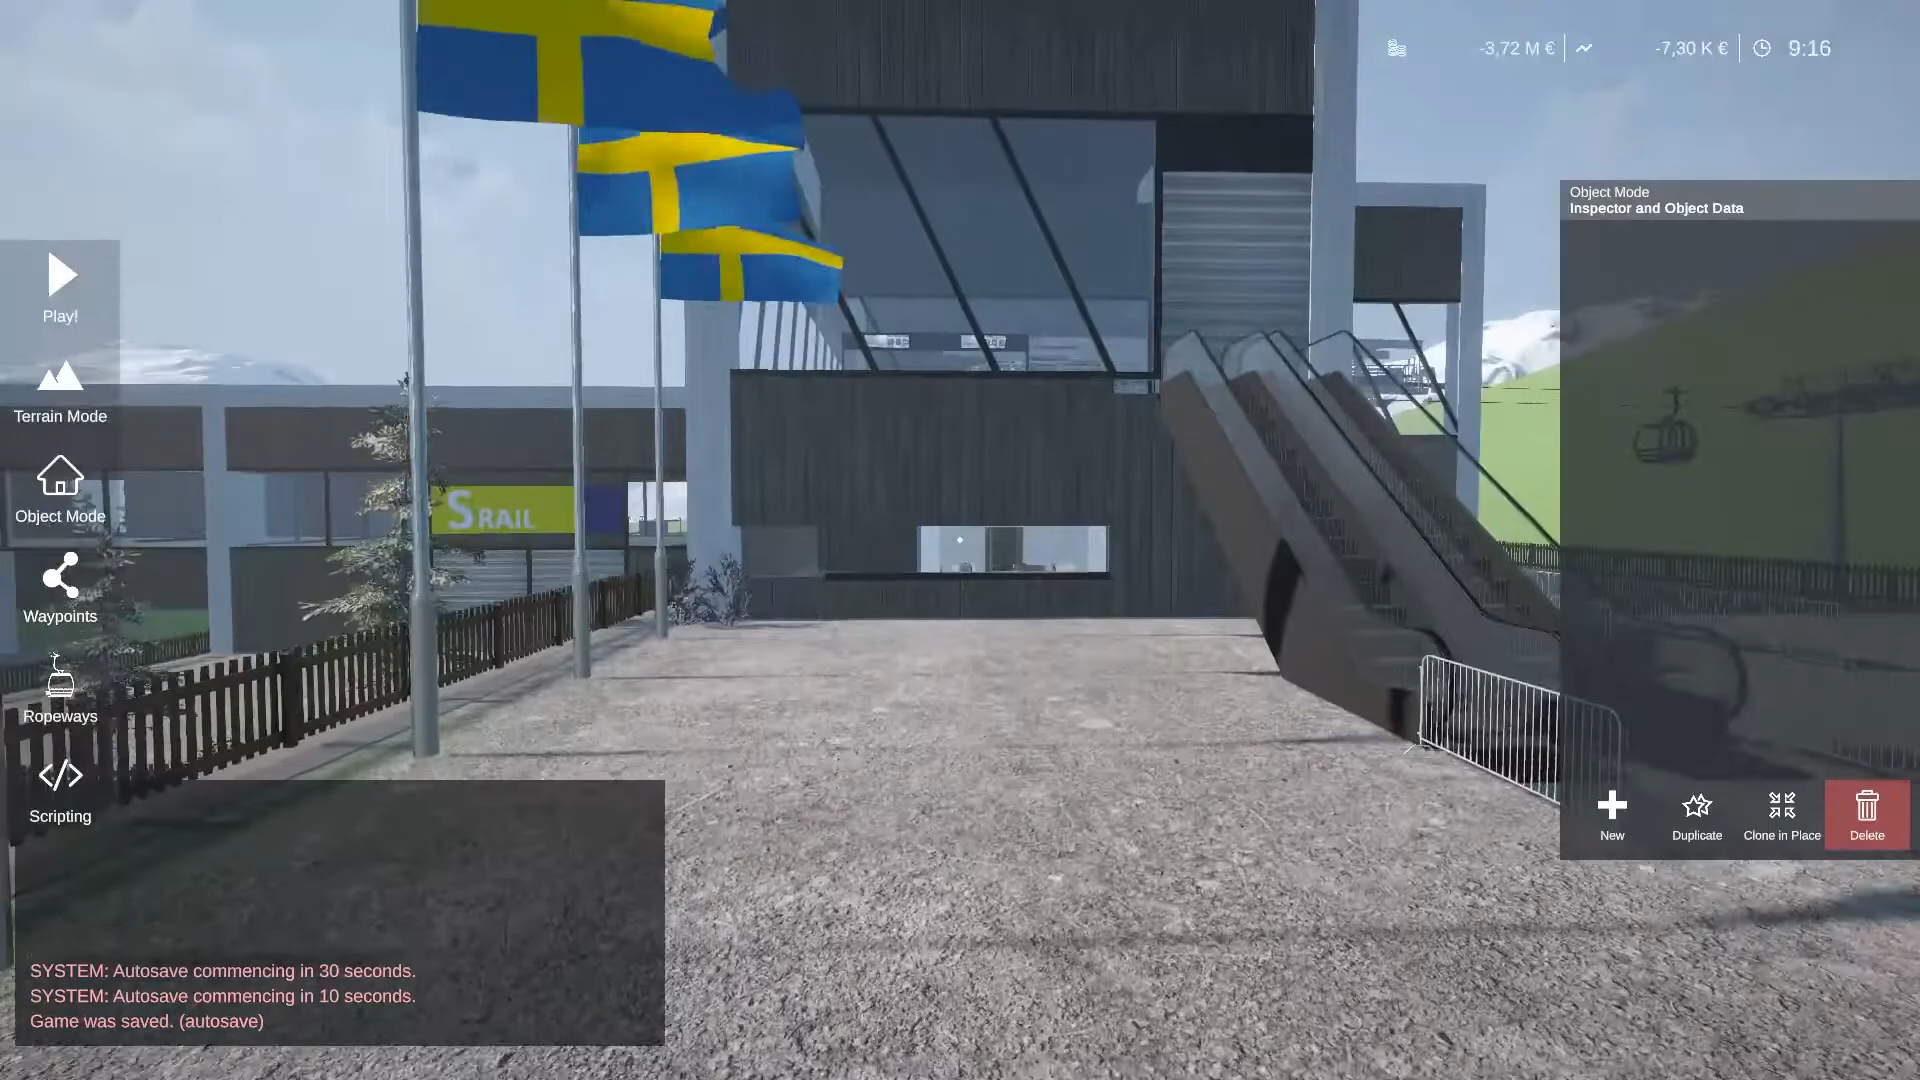 -3,72 M €
-7,30 K €
9:16
Object Mode
Inspector and Object Data
Play!
Terrain Mode
Object Mode
SRAIL
Waypoints
Ropeways
Scripting
New
Duplicate
Clone in Place
Delete
SYSTEM: Autosave commencing in 30 seconds.
SYSTEM: Autosave commencing in 10 seconds.
Game was saved. (autosave)